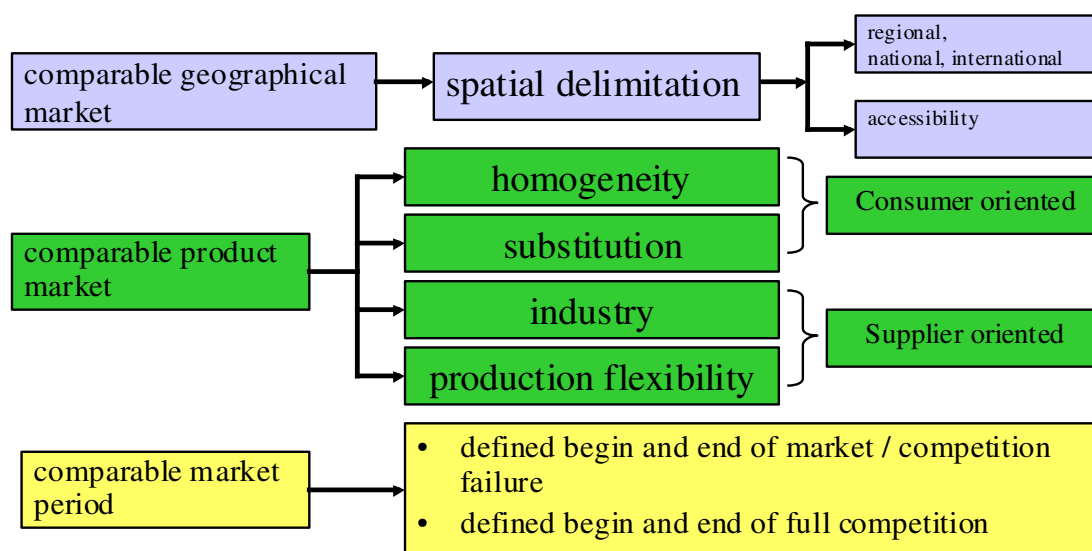 comparable geographical
market
spatial delimitation
regional,
national, international
accessibility
comparable product
market
homogeneity
substitution
industry
production flexibility
Consumer oriented
Supplier oriented
comparable market
period
• defined begin and end of market / competition
failure
• defined begin and end of full competition